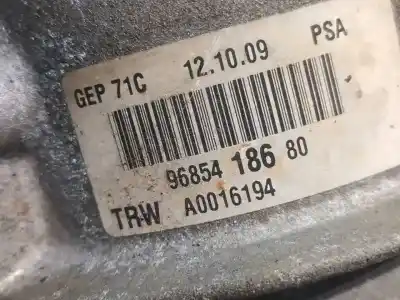 GEP 71C 12.10.09 PSA
96854 186 80
TRW A0016194